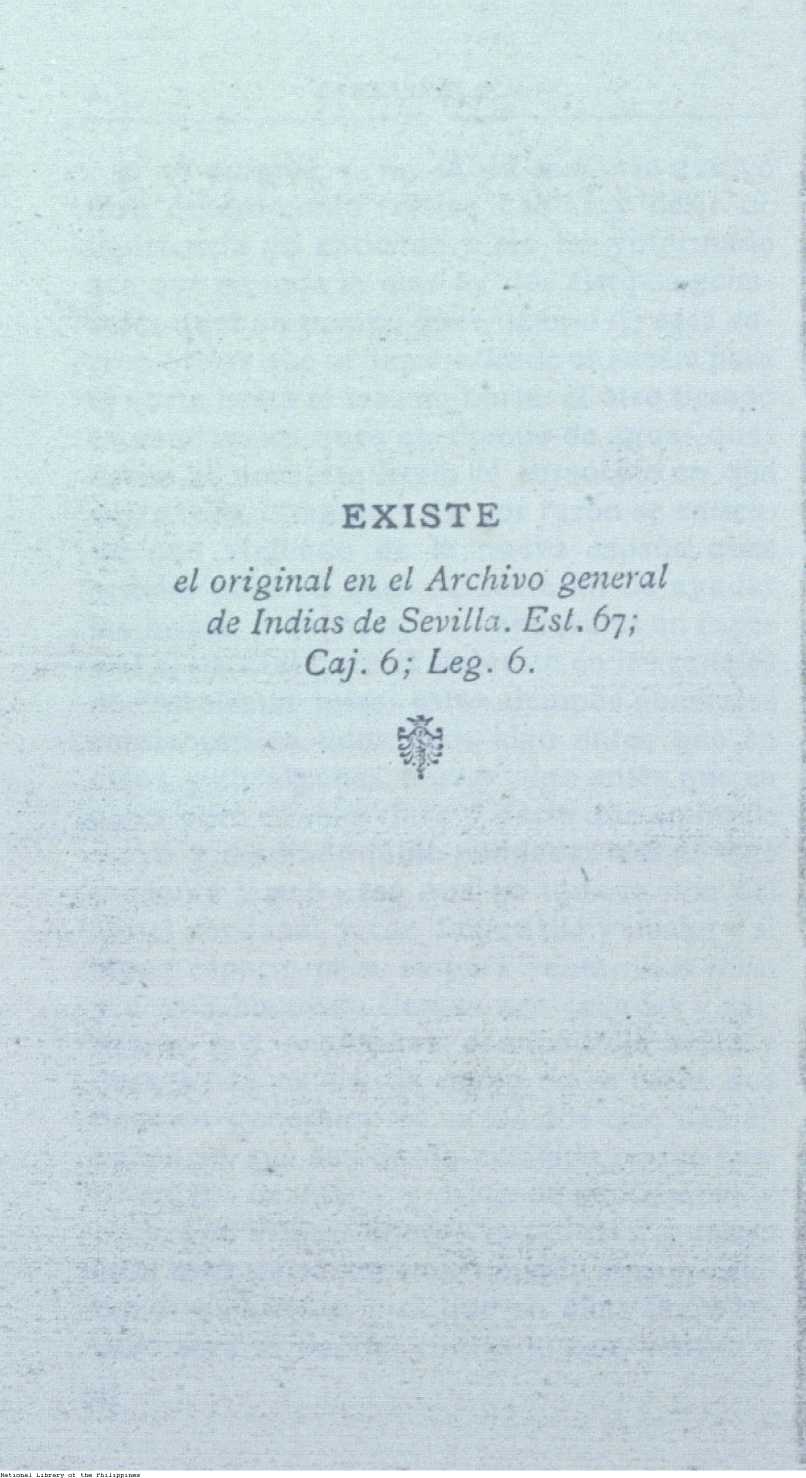 EXISTE
el original en el Archivo general
de Indias de Sevilla. Est. 67;
Caj. 6; Leg. 6.
National Library of the Philippines